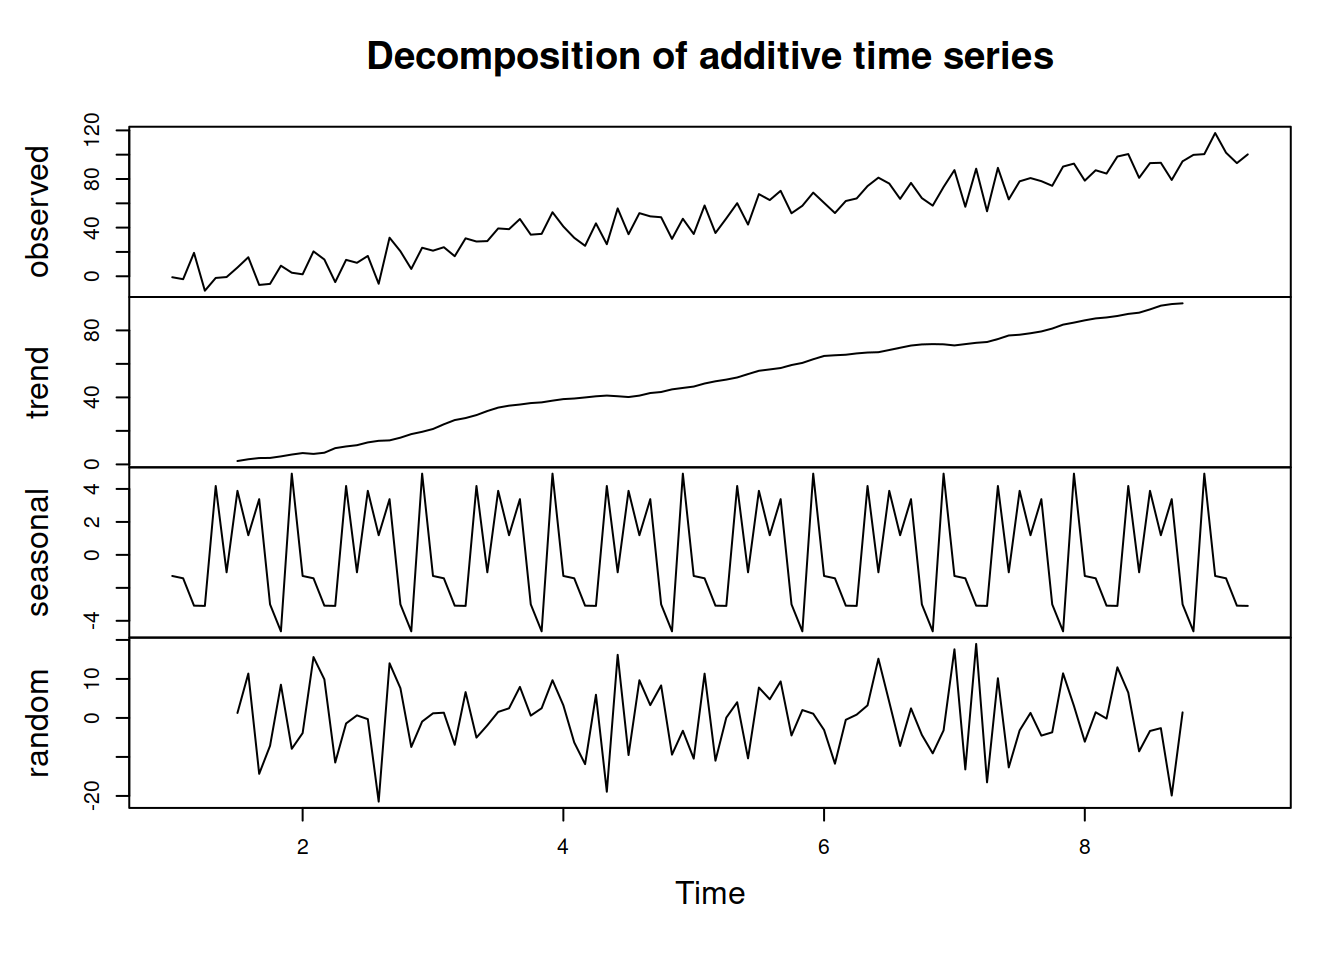 Decomposition of additive time series
observed
0 40 80 120
trend
0 40 80
seasonal
-4 0 2 4
random
-20 0 10
2 4 6 8
Time